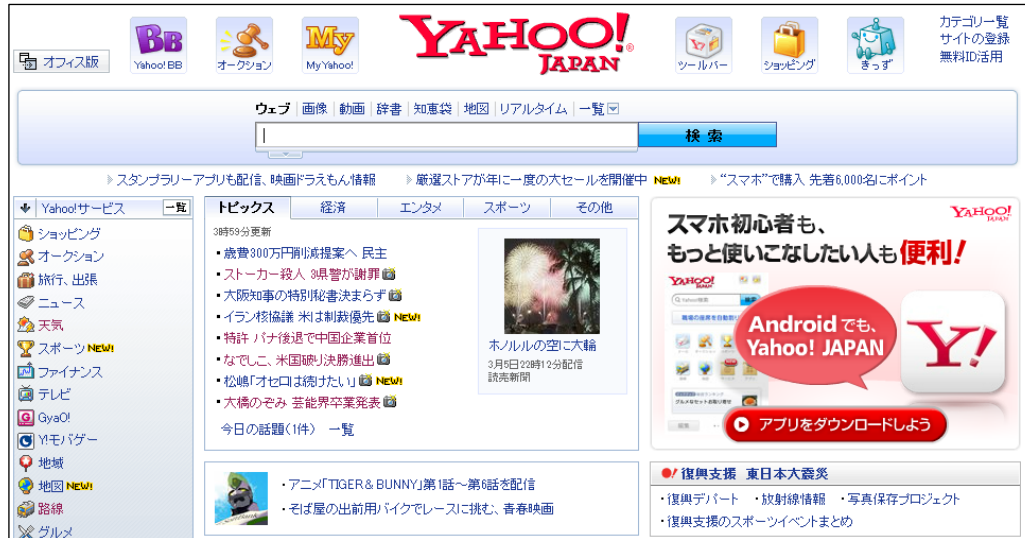 オフィス版
BB
Yahoo! BB
オークション
My
My Yahoo!
YAHOO!
JAPAN
ツールバー
ショッピング
きっず
カテゴリ一覧
サイトの登録
無料ID活用
ウェブ 画像 動画 辞書 知恵袋 地図 リアルタイム 一覧
検索
スタンプラリーアプリも配信、映画ドラえもん情報 厳選ストアが年に一度の大セールを開催中 NEW! “スマホ”で購入 先着6,000名にポイント
Yahoo!サービス 一覧
ショッピング
オークション
旅行、出張
ニュース
天気
スポーツ NEW!
ファイナンス
テレビ
GyaO!
Y!モバゲー
地域
地図 NEW!
路線
グルメ
トピックス 経済 エンタメ スポーツ その他
3時59分更新
・歳費300万円削減提案へ 民主
・ストーカー殺人 3県警が謝罪
・大阪知事の特別秘書決まらず
・イラン核協議 米は制裁優先 NEW!
・特許 パナ後退で中国企業首位
・なでしこ、米国破り決勝進出
・松嶋「オセロは続けたい」 NEW!
・大橋のぞみ 芸能界卒業発表
今日の話題(1件) 一覧
ホノルルの空に大輪
3月5日22時12分配信
読売新聞
・アニメ「TIGER & BUNNY」第1話～第6話を配信
・そば屋の出前用バイクでレースに挑む、青春映画
YAHOO!
JAPAN
スマホ初心者も、
もっと使いこなしたい人も便利!
YAHOO!
JAPAN
Android でも、
Yahoo! JAPAN
Y!
アプリをダウンロードしよう
復興支援 東日本大震災
・復興デパート ・放射線情報 ・写真保存プロジェクト
・復興支援のスポーツイベントまとめ